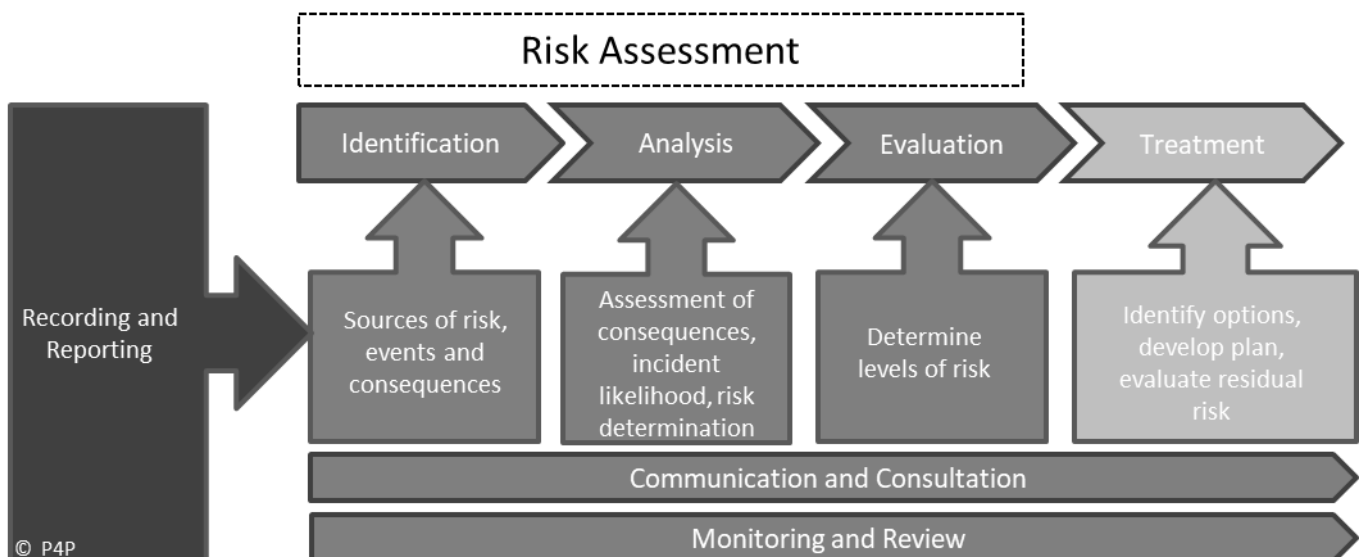 Risk Assessment
Identification
Analysis
Evaluation
Treatment
Recording and
Reporting
Sources of risk,
events and
consequences
Assessment of
consequences,
incident
likelihood, risk
determination
Determine
levels of risk
Identify options,
develop plan,
evaluate residual
risk
Communication and Consultation
Monitoring and Review
© P4P